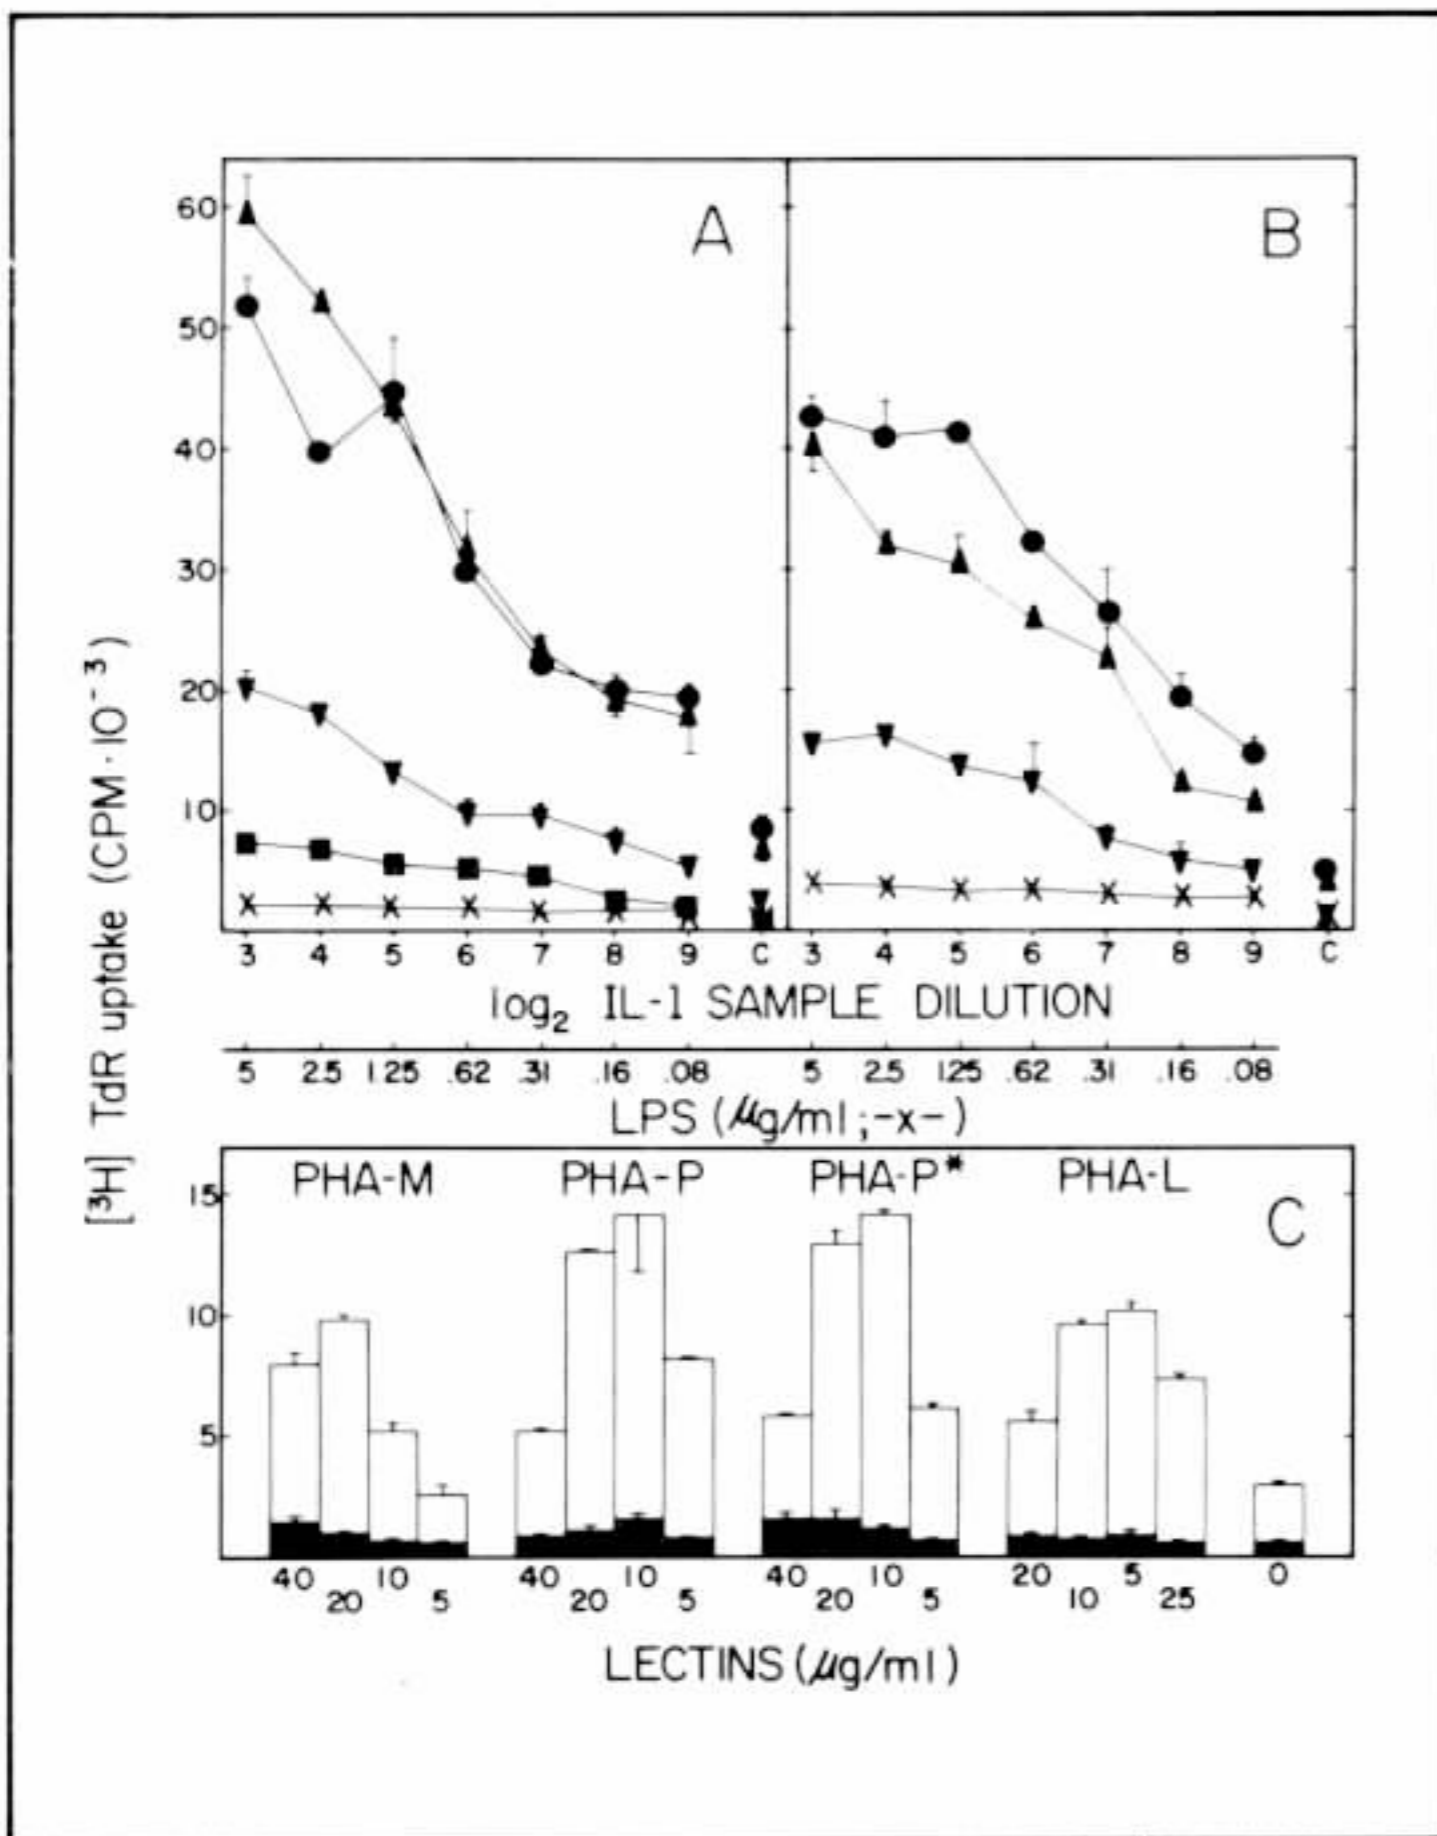 [³H] TdR uptake (CPM·10⁻³)
A
B
60
50
40
30
20
10
3 4 5 6 7 8 9 C 3 4 5 6 7 8 9 C
log₂ IL-1 SAMPLE DILUTION
5 2.5 1.25 .62 .31 .16 .08 5 2.5 1.25 .62 .31 .16 .08
LPS (μg/ml; -x-)
PHA-M PHA-P PHA-P* PHA-L
C
15
10
5
40 20 10 5 40 20 10 5 40 20 10 5 20 10 5 25 0
LECTINS (μg/ml)